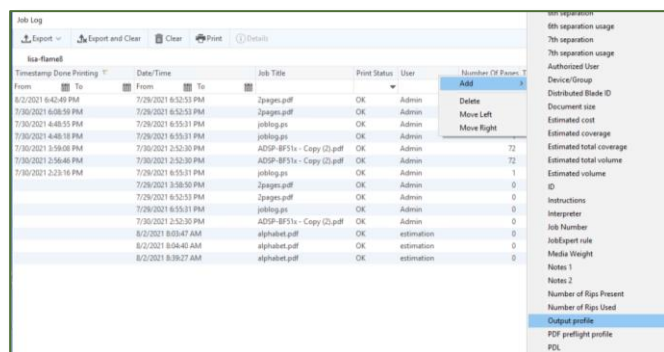 Job Log
Export Export and Clear Clear Print Details
lisa-flame8
Timestamp Done Printing Date/Time Job Title Print Status User Number Of Pages T
From To From To
8/2/2021 6:42:49 PM 7/29/2021 6:52:53 PM 2pages.pdf OK Admin
7/30/2021 6:08:59 PM 7/29/2021 6:52:53 PM 2pages.pdf OK Admin
7/30/2021 4:48:55 PM 7/29/2021 6:55:31 PM joblog.ps OK Admin
7/30/2021 4:48:18 PM 7/29/2021 6:55:31 PM joblog.ps OK Admin
7/30/2021 3:59:08 PM 7/30/2021 2:52:30 PM ADSP-BF51x - Copy (2).pdf OK Admin 72
7/30/2021 2:56:46 PM 7/30/2021 2:52:30 PM ADSP-BF51x - Copy (2).pdf OK Admin 72
7/30/2021 2:23:16 PM 7/29/2021 6:55:31 PM joblog.ps OK Admin 1
7/29/2021 3:50:50 PM 2pages.pdf OK Admin 0
7/29/2021 6:52:53 PM 2pages.pdf OK Admin 0
7/29/2021 6:55:31 PM joblog.ps OK Admin 0
7/30/2021 2:52:30 PM ADSP-BF51x - Copy (2).pdf OK Admin 0
8/2/2021 8:03:47 AM alphabet.pdf OK estimation 0
8/2/2021 8:04:40 AM alphabet.pdf OK estimation 0
8/2/2021 8:39:27 AM alphabet.pdf OK estimation 0
Add
Delete
Move Left
Move Right
6th separation
6th separation usage
7th separation
7th separation usage
Authorized User
Device/Group
Distributed Blade ID
Document size
Estimated cost
Estimated coverage
Estimated total coverage
Estimated total volume
Estimated volume
ID
Instructions
Interpreter
Job Number
JobExpert rule
Media Weight
Notes 1
Notes 2
Number of Rips Present
Number of Rips Used
Output profile
PDF preflight profile
PDL